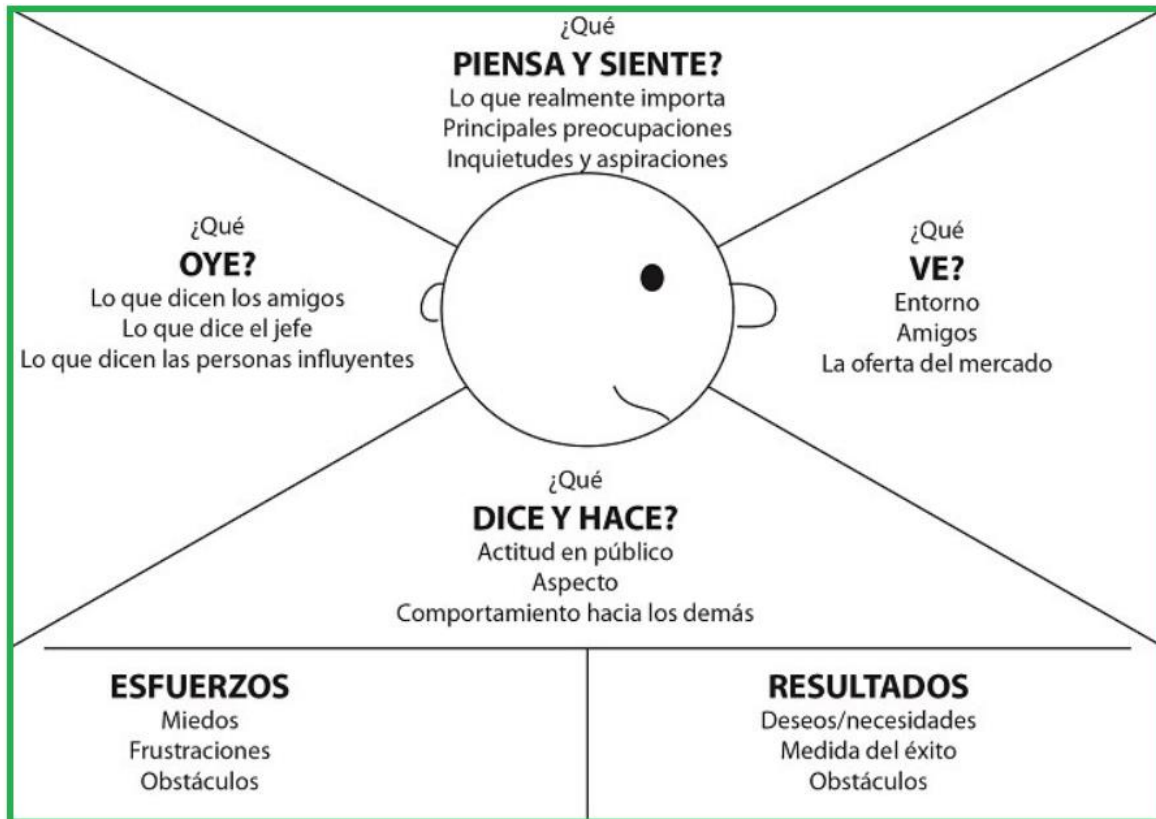 ¿Qué
PIENSA Y SIENTE?
Lo que realmente importa
Principales preocupaciones
Inquietudes y aspiraciones
¿Qué
OYE?
Lo que dicen los amigos
Lo que dice el jefe
Lo que dicen las personas influyentes
¿Qué
VE?
Entorno
Amigos
La oferta del mercado
¿Qué
DICE Y HACE?
Actitud en público
Aspecto
Comportamiento hacia los demás
ESFUERZOS
Miedos
Frustraciones
Obstáculos
RESULTADOS
Deseos/necesidades
Medida del éxito
Obstáculos